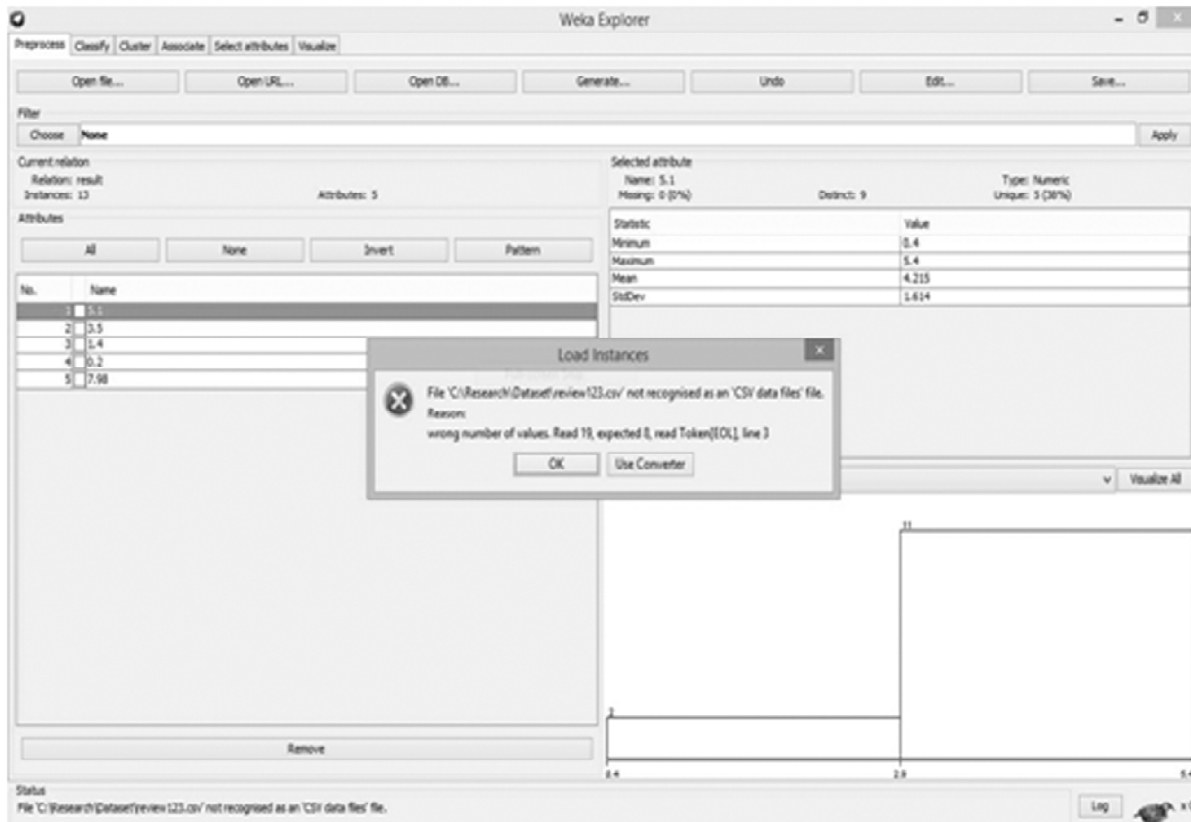 Weka Explorer
Preprocess Classify Cluster Associate Select attributes Visualize
Open file... Open URL... Open DB... Generate... Undo Edit... Save...
Filter
Choose None Apply
Current relation
Relation: result
Instances: 13 Attributes: 5
Selected attribute
Name: 5.1 Type: Numeric
Missing: 0 (0%) Distinct: 9 Unique: 5 (38%)
Attributes
All None Invert Pattern
No. Name
1 5.1
2 3.5
3 1.4
4 0.2
5 7.98
Statistic Value
Minimum 0.4
Maximum 5.4
Mean 4.215
StdDev 1.614
Load Instances
File 'C:\Research\Dataset\review123.csv' not recognised as an 'CSV data files' file.
Reason:
wrong number of values. Read 19, expected 8, read Token[EOL], line 3
OK Use Converter
Visualize All
11
2
0.4 2.9 5.4
Remove
Status
File 'C:\Research\Dataset\review123.csv' not recognised as an 'CSV data files' file.
Log x 0